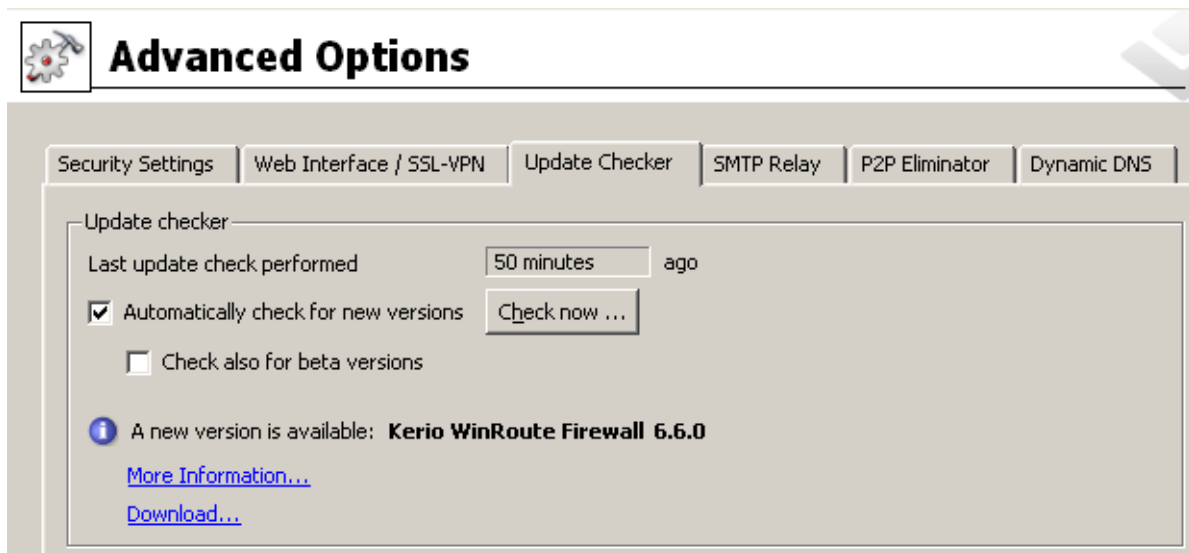 Advanced Options
Security Settings Web Interface / SSL-VPN Update Checker SMTP Relay P2P Eliminator Dynamic DNS
Update checker
Last update check performed 50 minutes ago
Automatically check for new versions Check now ...
Check also for beta versions
A new version is available: Kerio WinRoute Firewall 6.6.0
More Information...
Download...